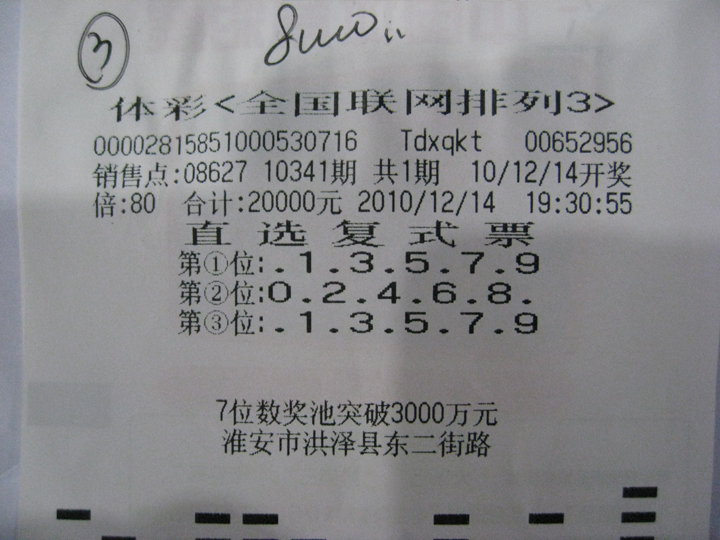 ③
体彩<全国联网排列3>
00002815851000530716 Tdxqkt 00652956
销售点:08627 10341期 共1期 10/12/14开奖
倍:80 合计:20000元 2010/12/14 19:30:55
直选复式票
第①位:.1.3.5.7.9
第②位:0.2.4.6.8.
第③位:.1.3.5.7.9
7位数奖池突破3000万元
淮安市洪泽县东二街路